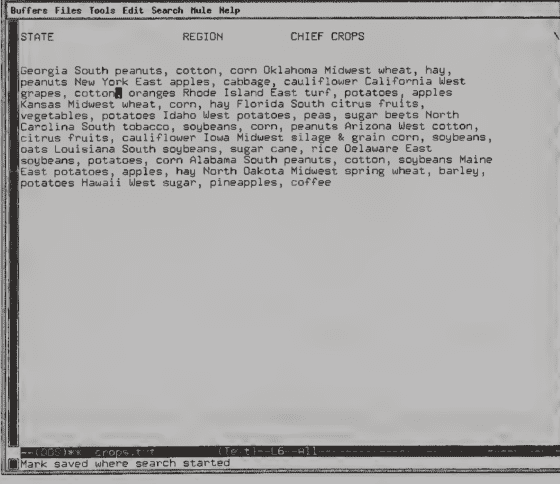 Buffers Files Tools Edit Search Mule Help
STATE REGION CHIEF CROPS \
Georgia South peanuts, cotton, corn Oklahoma Midwest wheat, hay,
peanuts New York East apples, cabbage, cauliflower California West
grapes, cotton, oranges Rhode Island East turf, potatoes, apples
Kansas Midwest wheat, corn, hay Florida South citrus fruits,
vegetables, potatoes Idaho West potatoes, peas, sugar beets North
Carolina South tobacco, soybeans, corn, peanuts Arizona West cotton,
citrus fruits, cauliflower Iowa Midwest silage & grain corn, soybeans,
oats Louisiana South soybeans, sugar cane, rice Delaware East
soybeans, potatoes, corn Alabama South peanuts, cotton, soybeans Maine
East potatoes, apples, hay North Dakota Midwest spring wheat, barley,
potatoes Hawaii West sugar, pineapples, coffee
--(DOS)** crops.txt (Text)--L6--All
Mark saved where search started